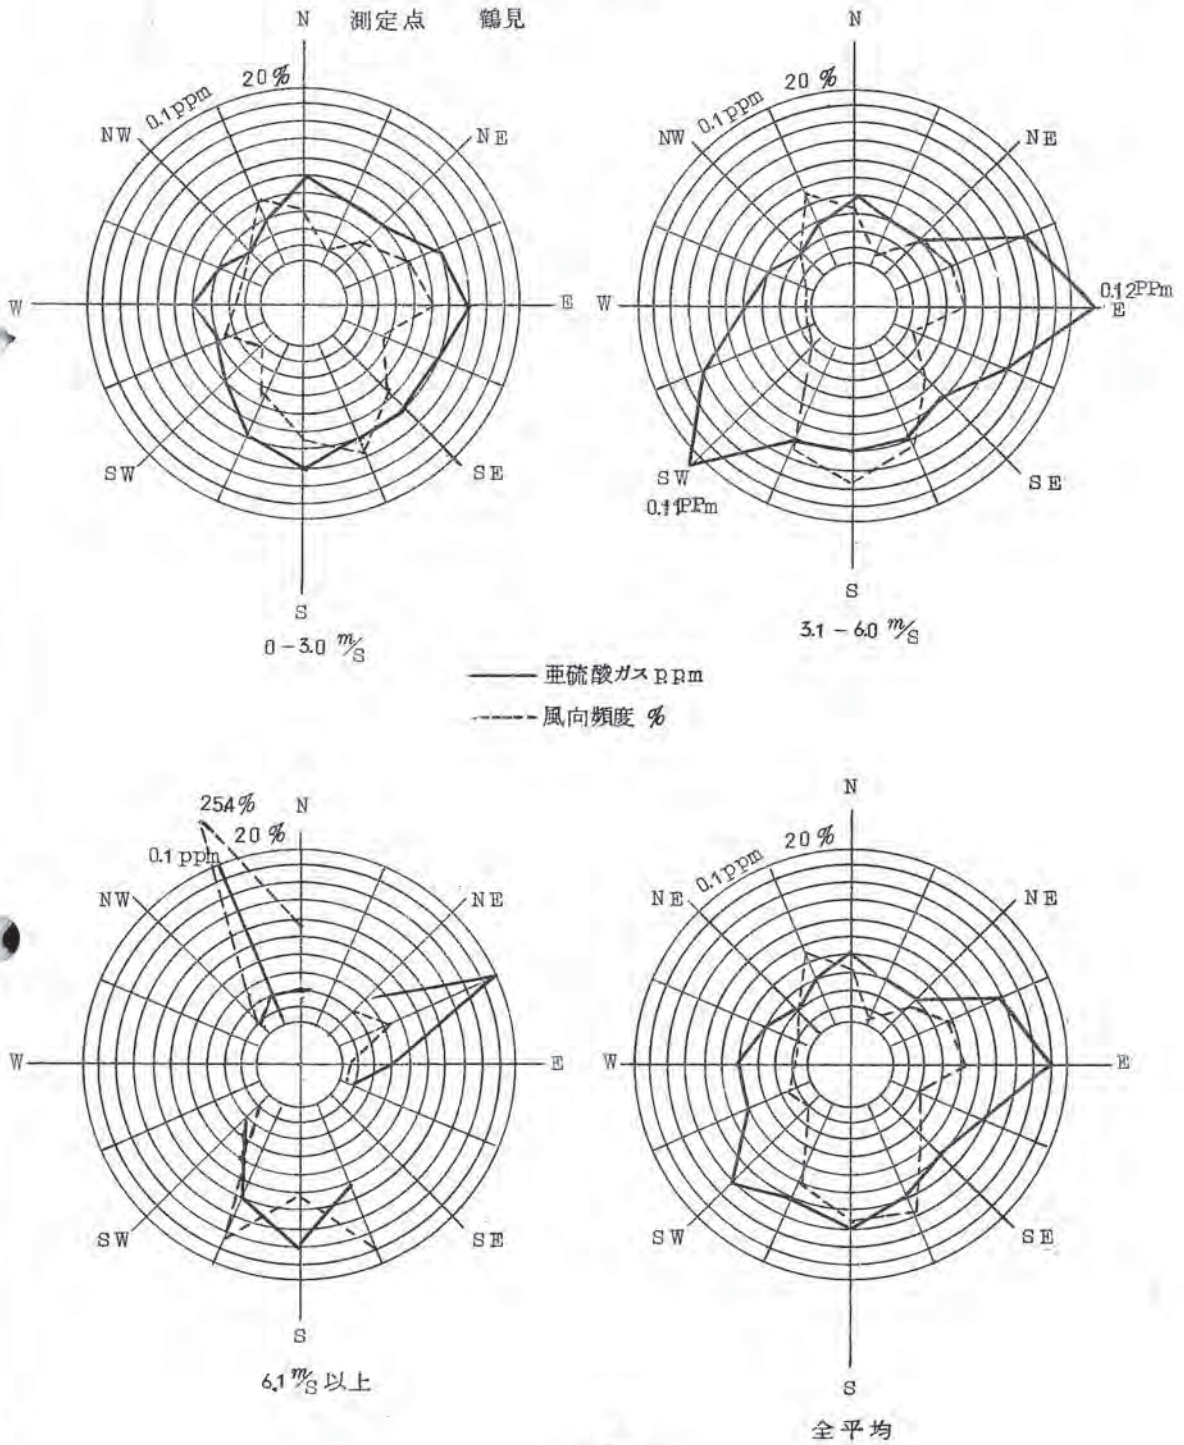 N 測定点 鶴見
20%
0.1ppm
NW
NE
W
E
SW
SE
S
0-3.0 m/S
N
20%
0.1ppm
NW
NE
W
0.12PPm
E
SW
0.11PPm
SE
S
3.1-6.0 m/S
亜硫酸ガス ppm
風向頻度 %
25.4%
N
20%
0.1ppm
NW
NE
W
E
SW
SE
S
6.1 m/S 以上
N
20%
0.1ppm
NE
NE
W
E
SW
SE
S
全平均